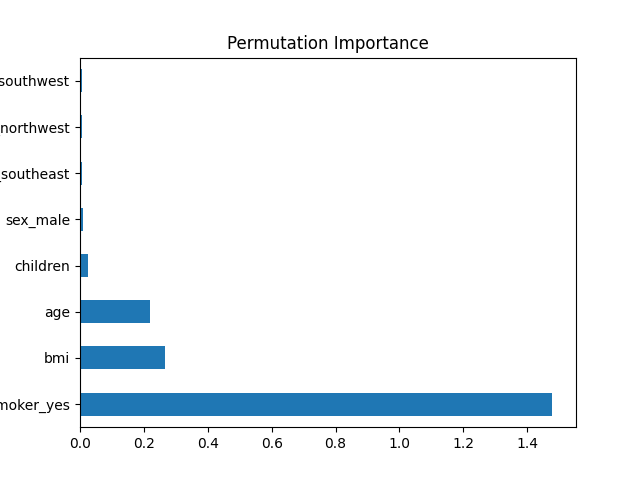 Permutation Importance
southwest
northwest
_southeast
sex_male
children
age
bmi
moker_yes
0.0 0.2 0.4 0.6 0.8 1.0 1.2 1.4